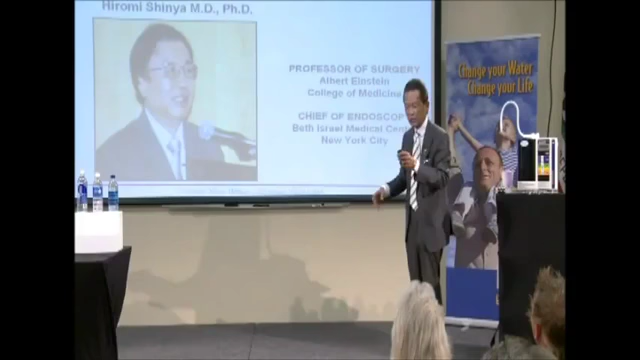 Hiromi Shinya M.D., Ph.D.
PROFESSOR OF SURGERY
Albert Einstein
College of Medicine
CHIEF OF ENDOSCOP
Beth Israel Medical Cent
New York City
Change your Water
Change your Life